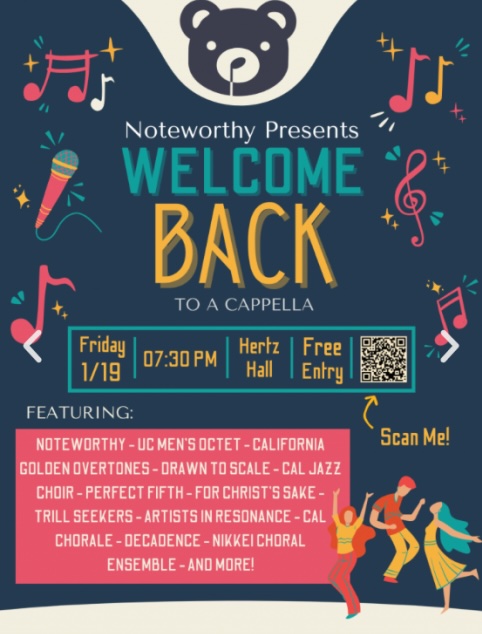 Noteworthy Presents
WELCOME
BACK
TO A CAPPELLA
Friday
1/19
07:30 PM
Hertz
Hall
Free
Entry
Scan Me!
FEATURING:
NOTEWORTHY - UC MEN'S OCTET - CALIFORNIA
GOLDEN OVERTONES - DRAWN TO SCALE - CAL JAZZ
CHOIR - PERFECT FIFTH - FOR CHRIST'S SAKE -
TRILL SEEKERS - ARTISTS IN RESONANCE - CAL
CHORALE - DECADENCE - NIKKEI CHORAL
ENSEMBLE - AND MORE!